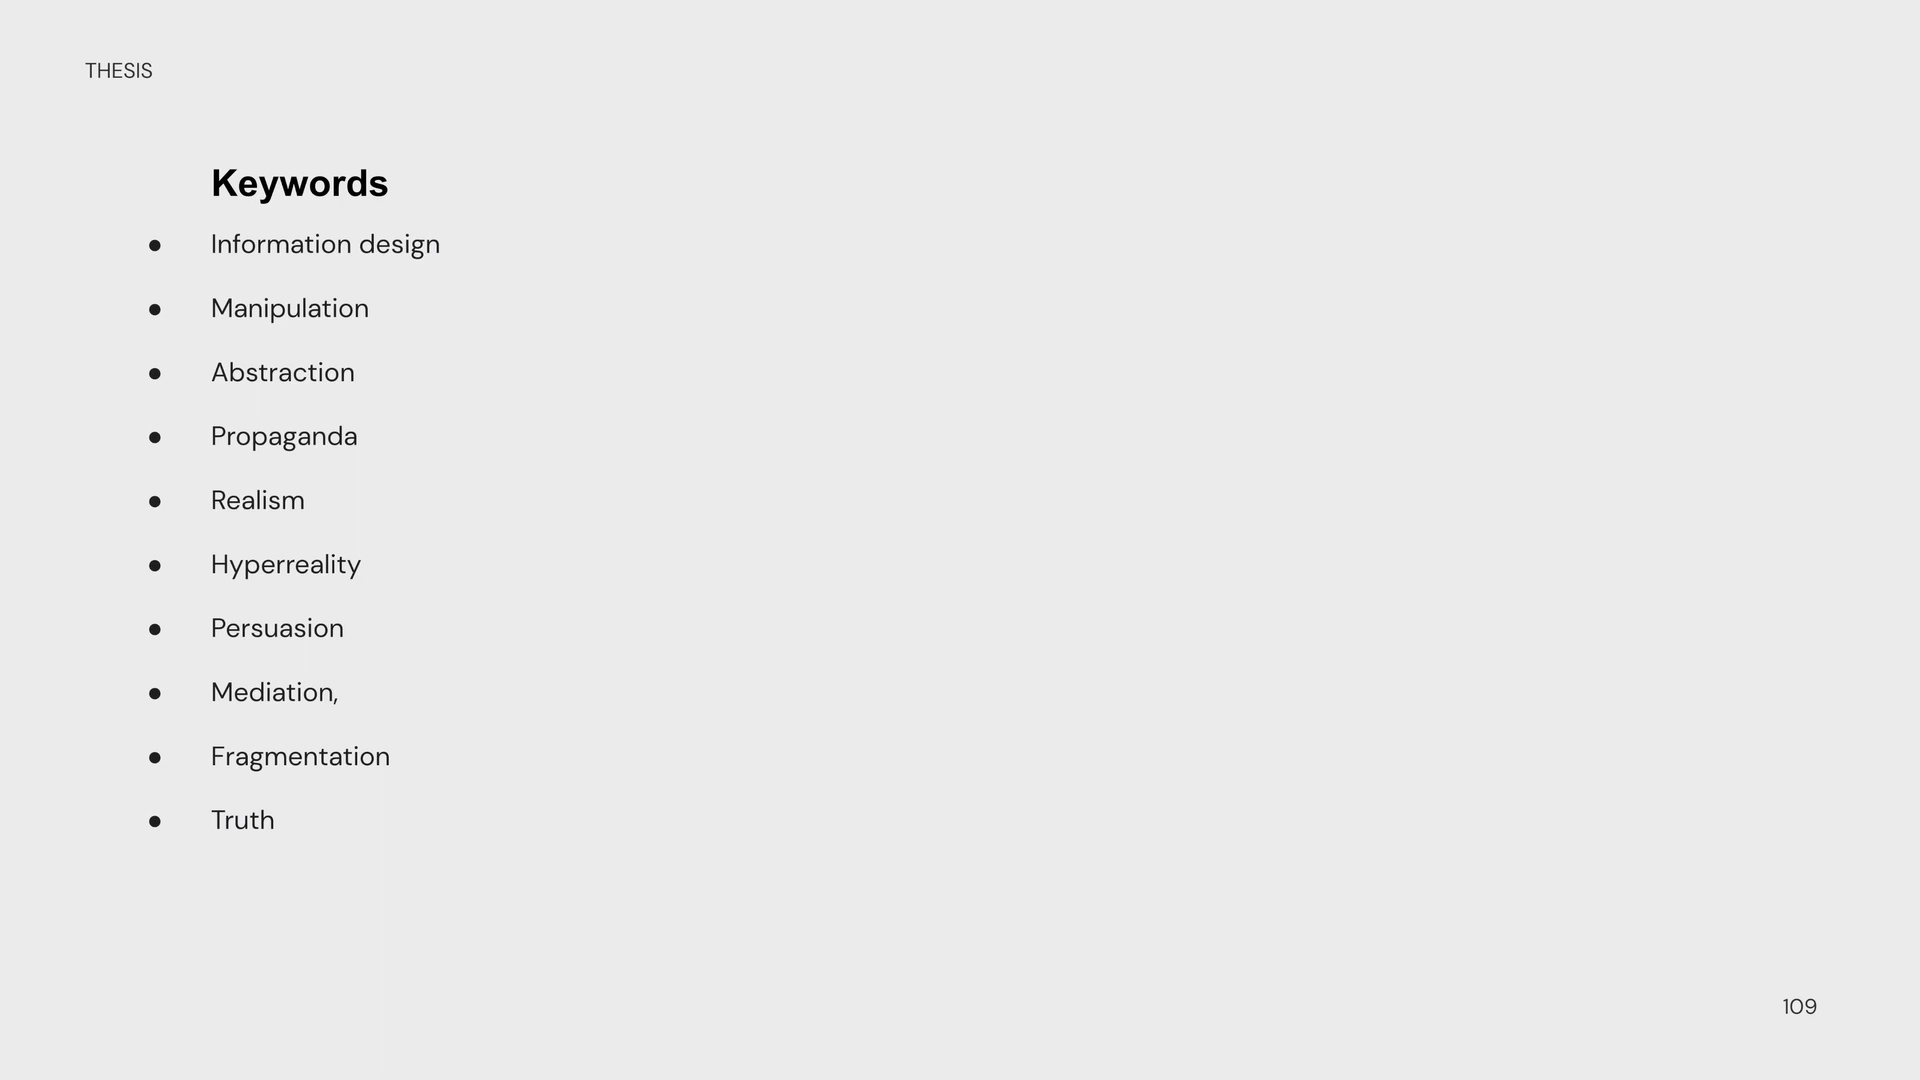 THESIS
Keywords
● Information design
● Manipulation
● Abstraction
● Propaganda
● Realism
● Hyperreality
● Persuasion
● Mediation,
● Fragmentation
● Truth
109